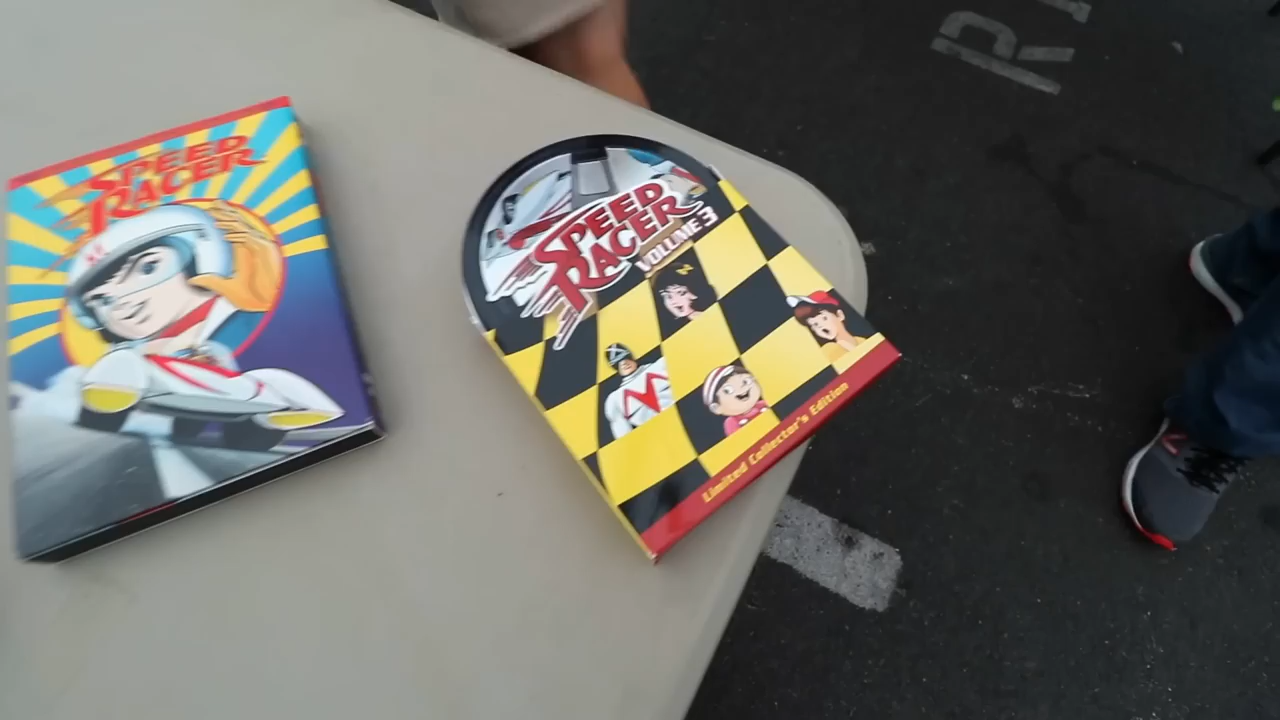 SPEED
RACER
SPEED
RACER
VOLUME 3
Limited Collector's Edition